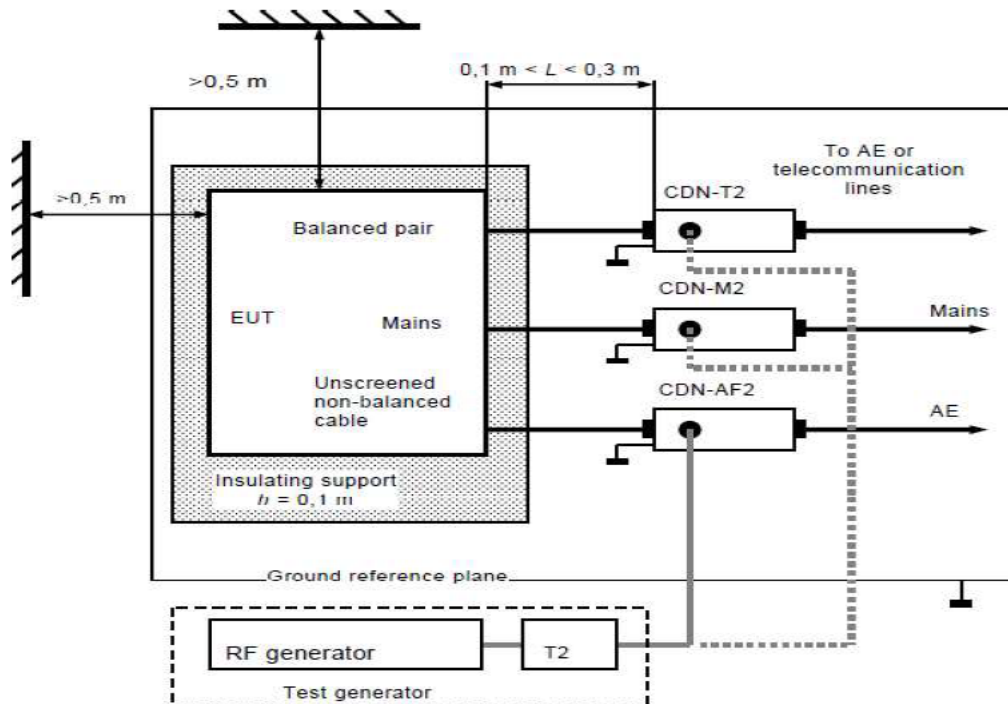 >0,5 m
0,1 m < L < 0,3 m
To AE or
telecommunication
lines
>0,5 m
CDN-T2
Balanced pair
CDN-M2
EUT
Mains
Mains
Unscreened
non-balanced
cable
CDN-AF2
AE
Insulating support
h = 0,1 m
Ground reference plane
RF generator
T2
Test generator